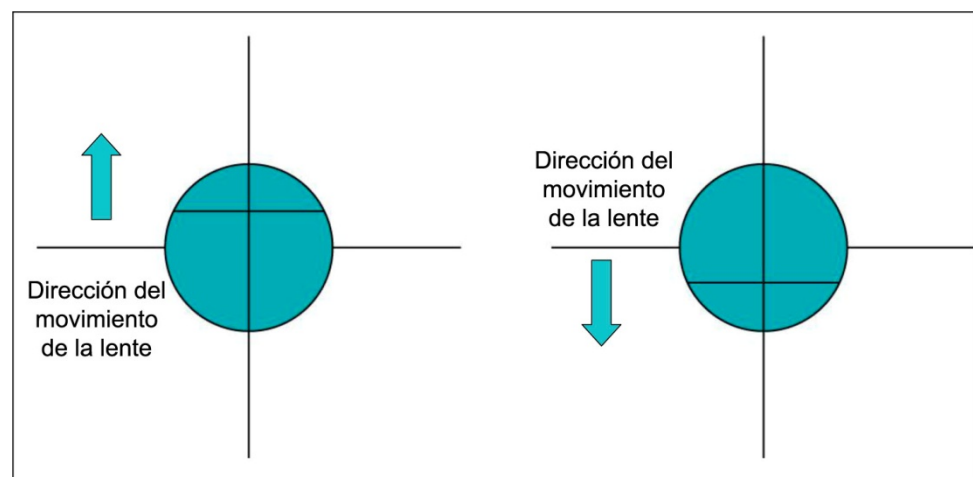 Dirección del
movimiento
de la lente
Dirección del
movimiento
de la lente